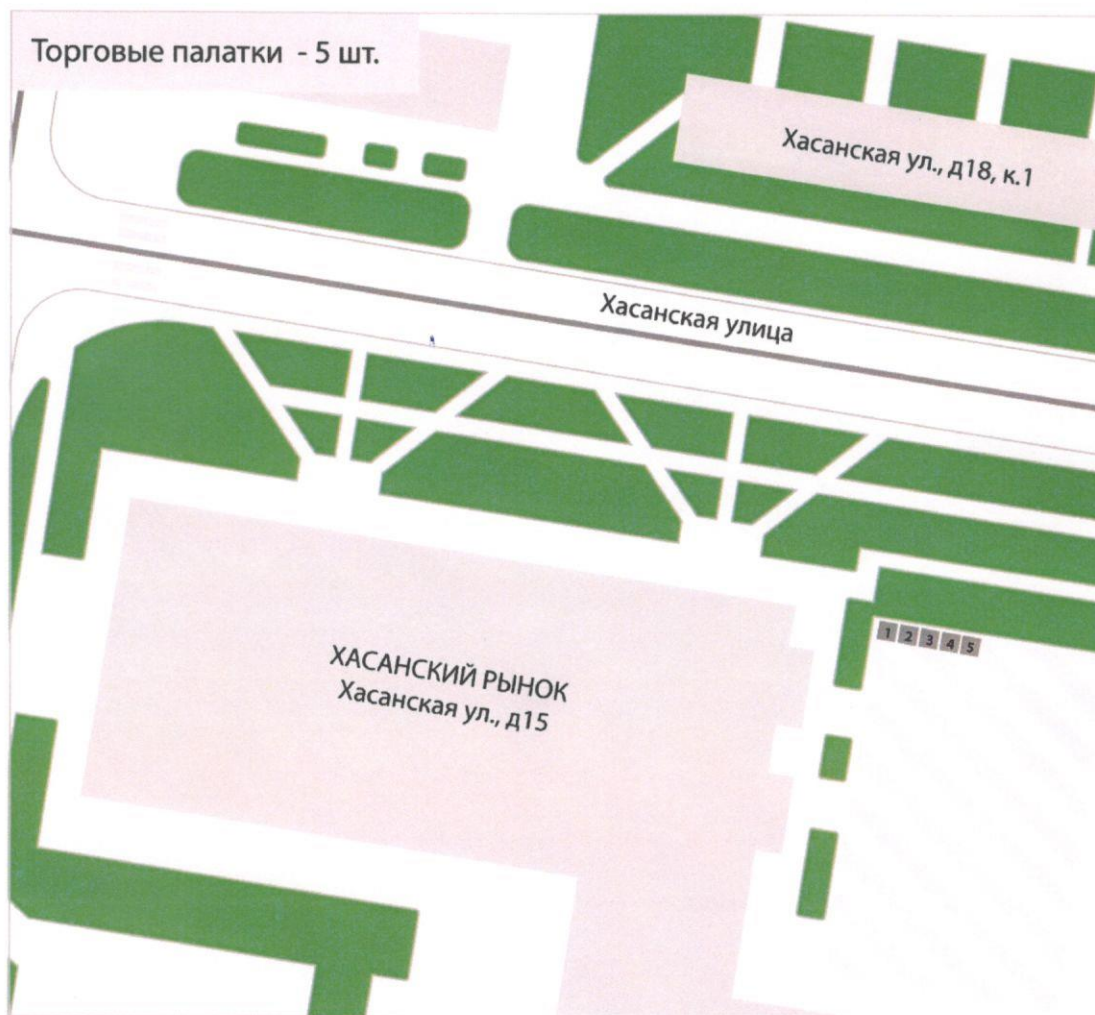 Торговые палатки - 5 шт.
Хасанская ул., д18, к.1
Хасанская улица
1 2 3 4 5
ХАСАНСКИЙ РЫНОК
Хасанская ул., д15